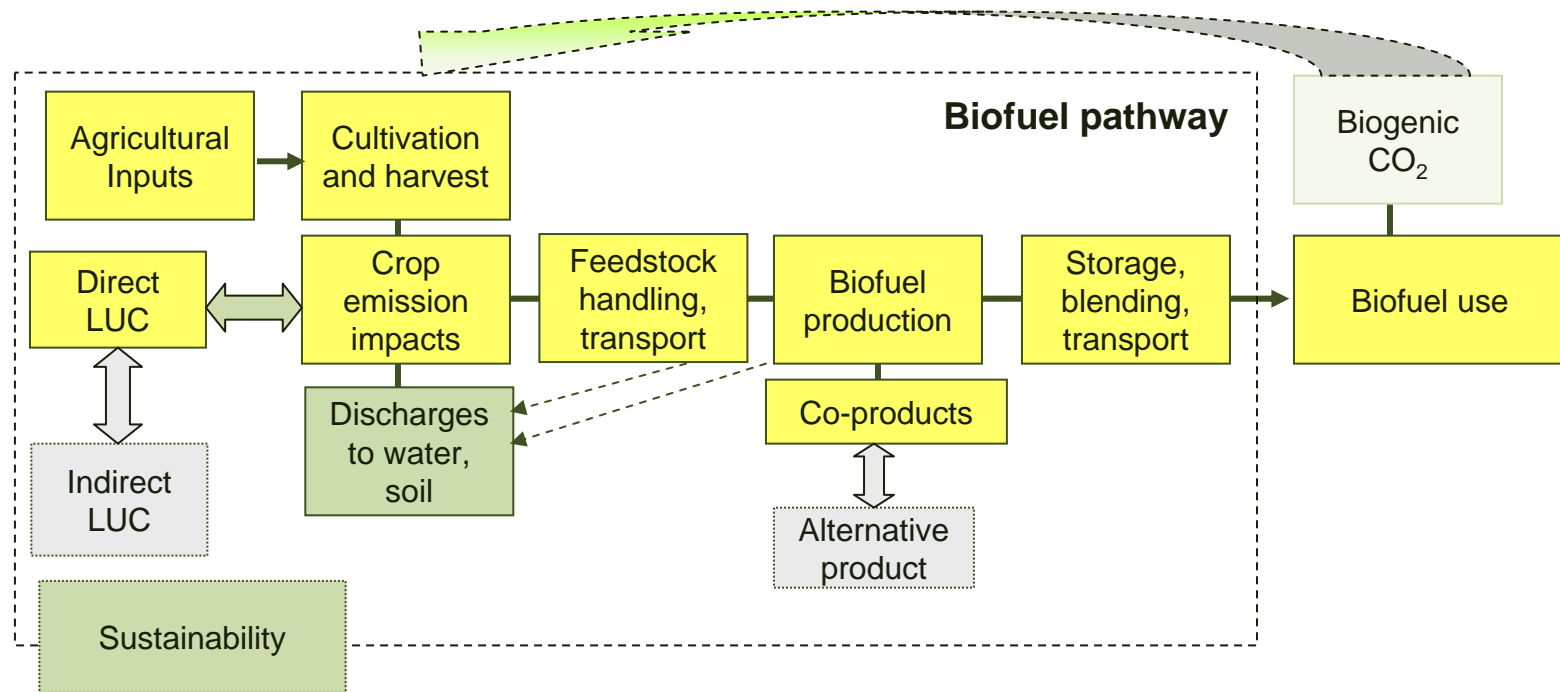 Biofuel pathway
Agricultural
Inputs
Cultivation
and harvest
Biogenic
CO₂
Direct
LUC
Crop
emission
impacts
Feedstock
handling,
transport
Biofuel
production
Storage,
blending,
transport
Biofuel use
Discharges
to water,
soil
Co-products
Indirect
LUC
Alternative
product
Sustainability